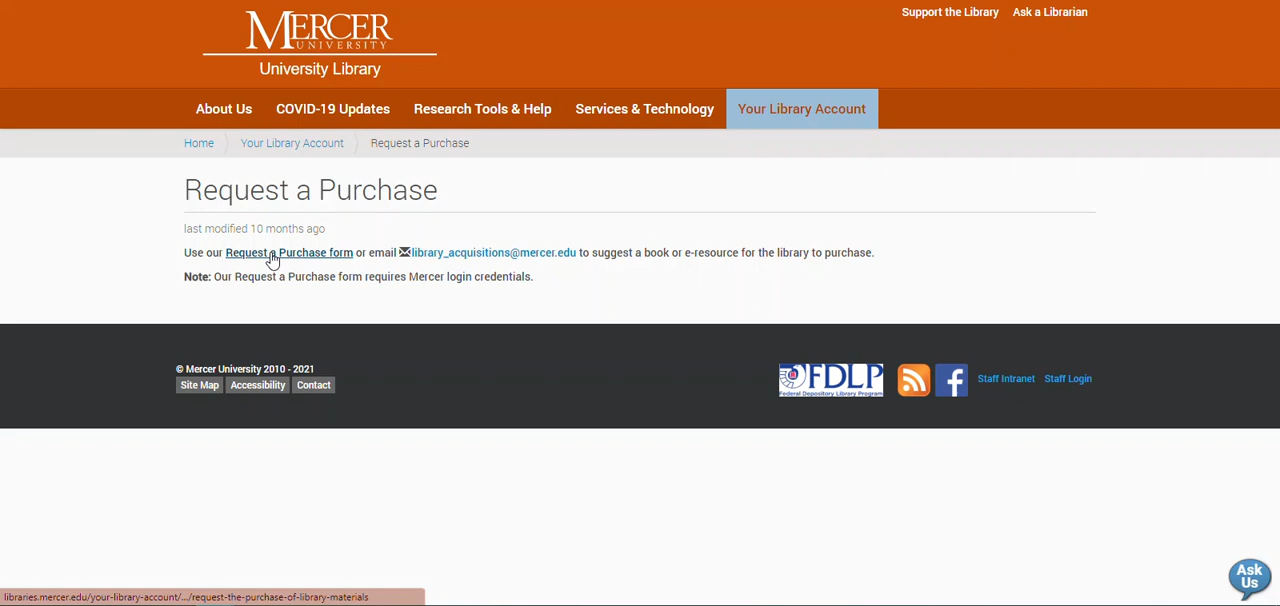 MERCER
UNIVERSITY
University Library
Support the Library Ask a Librarian
About Us COVID-19 Updates Research Tools & Help Services & Technology Your Library Account
Home Your Library Account Request a Purchase
Request a Purchase
last modified 10 months ago
Use our Request a Purchase form or email library_acquisitions@mercer.edu to suggest a book or e-resource for the library to purchase.
Note: Our Request a Purchase form requires Mercer login credentials.
© Mercer University 2010 - 2021
Site Map Accessibility Contact
FDLP
Federal Depository Library Program
Staff Intranet Staff Login
Ask
Us
libraries.mercer.edu/your-library-account/.../request-the-purchase-of-library-materials